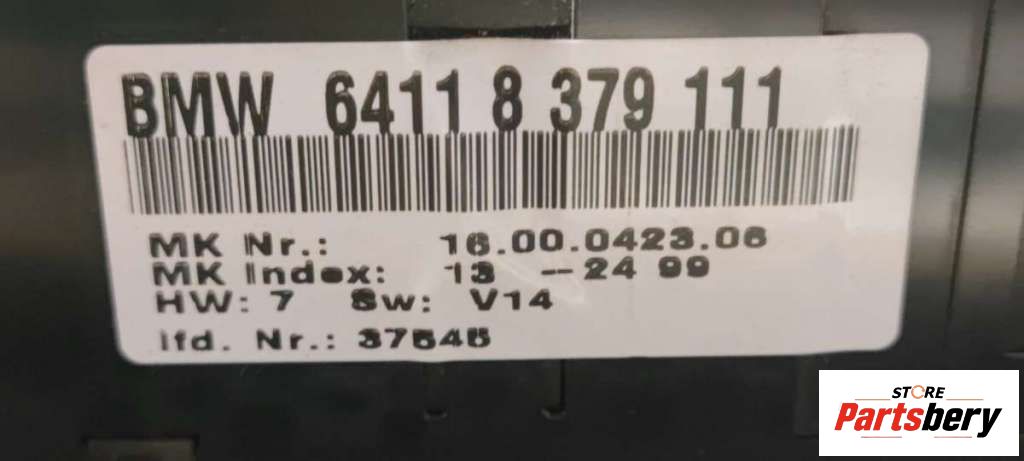 BMW 6411 8 379 111
MK Nr.: 16.00.0423.06
MK Index: 13 --24 99
HW: 7 Sw: V14
lfd. Nr.: 37545
STORE
Partsbery